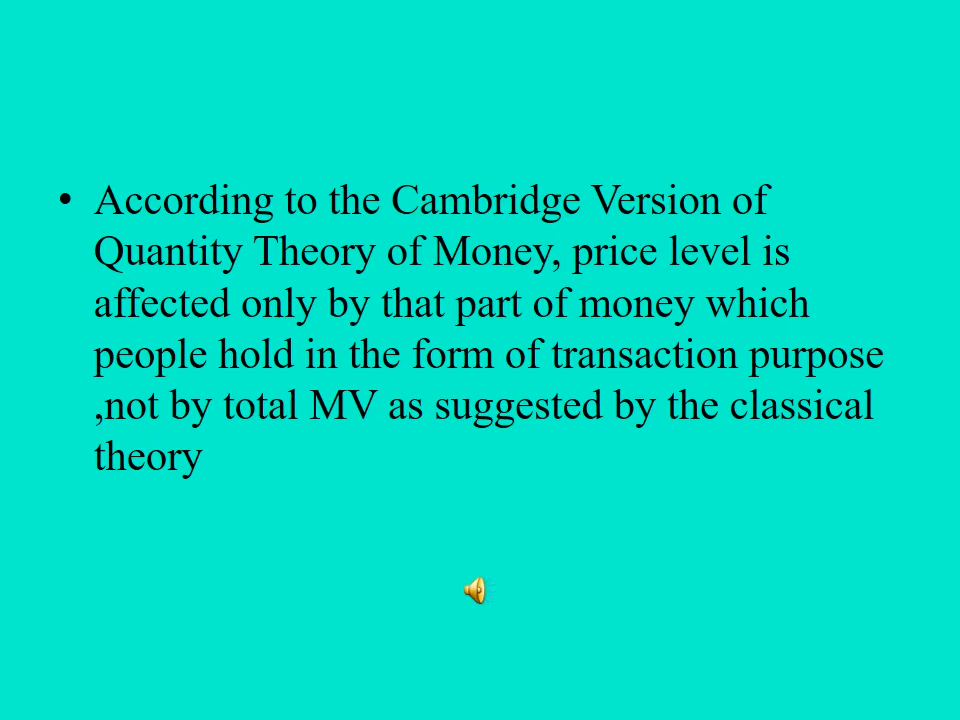 • According to the Cambridge Version of
Quantity Theory of Money, price level is
affected only by that part of money which
people hold in the form of transaction purpose
,not by total MV as suggested by the classical
theory